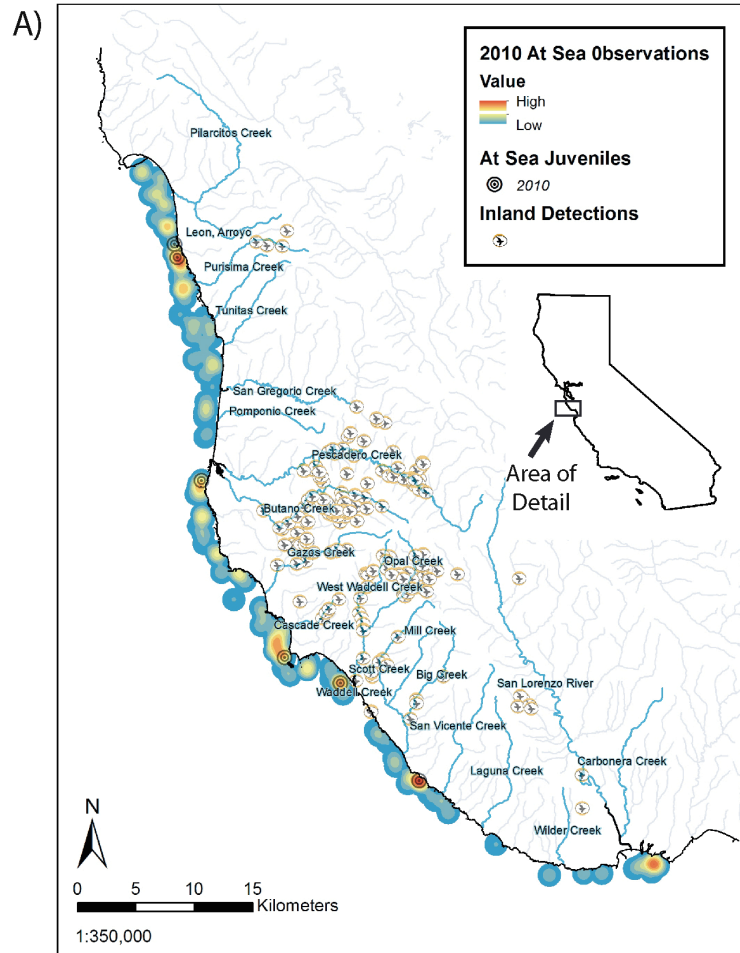 A)
2010 At Sea 0bservations
Value
High
Low
At Sea Juveniles
2010
Inland Detections
Pilarcitos Creek
Leon, Arroyo
Purisima Creek
Tunitas Creek
San Gregorio Creek
Pomponio Creek
Pescadero Creek
Butano Creek
Gazos Creek
Opal Creek
West Waddell Creek
Cascade Creek
Mill Creek
Scott Creek
Big Creek
Waddell Creek
San Lorenzo River
San Vicente Creek
Laguna Creek
Carbonera Creek
Wilder Creek
Area of
Detail
N
0 5 10 15
Kilometers
1:350,000